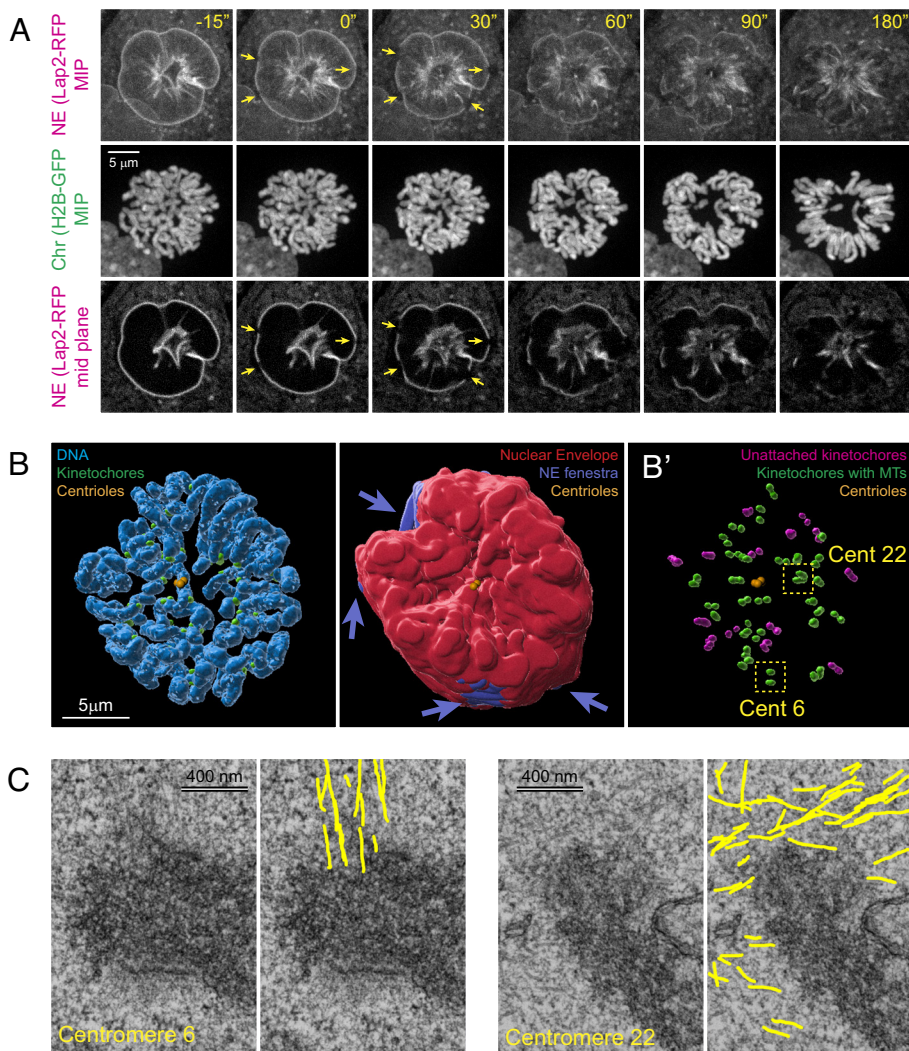 A
NE (Lap2-RFP
MIP
-15”
0”
30”
60”
90”
180”
Chr (H2B-GFP
MIP
5 μm
NE (Lap2-RFP
mid plane
B
DNA
Kinetochores
Centrioles
5μm
Nuclear Envelope
NE fenestra
Centrioles
B’
Unattached kinetochores
Kinetochores with MTs
Centrioles
Cent 22
Cent 6
C
400 nm
Centromere 6
400 nm
Centromere 22